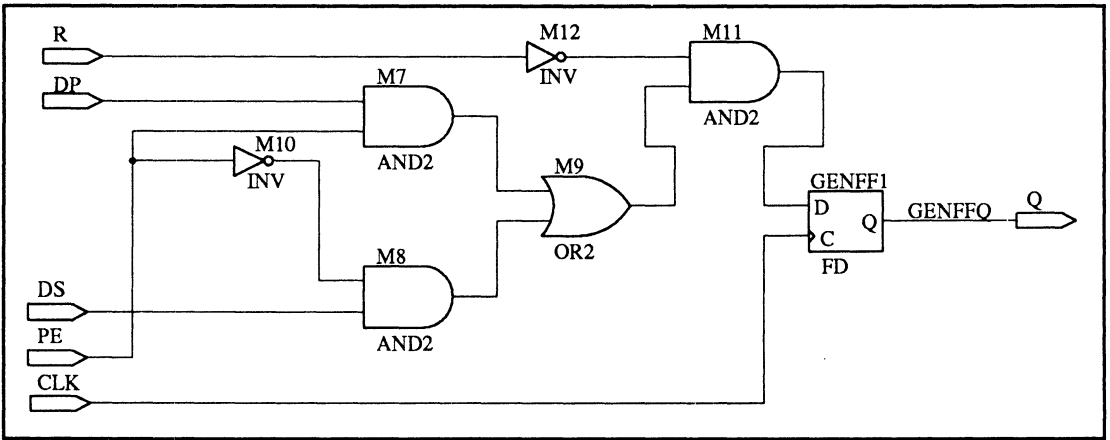 R
M12
INV
M11
AND2
DP
M7
AND2
M10
INV
M9
OR2
GENFF1
D
Q
C
FD
GENFFQ
Q
M8
AND2
DS
PE
CLK